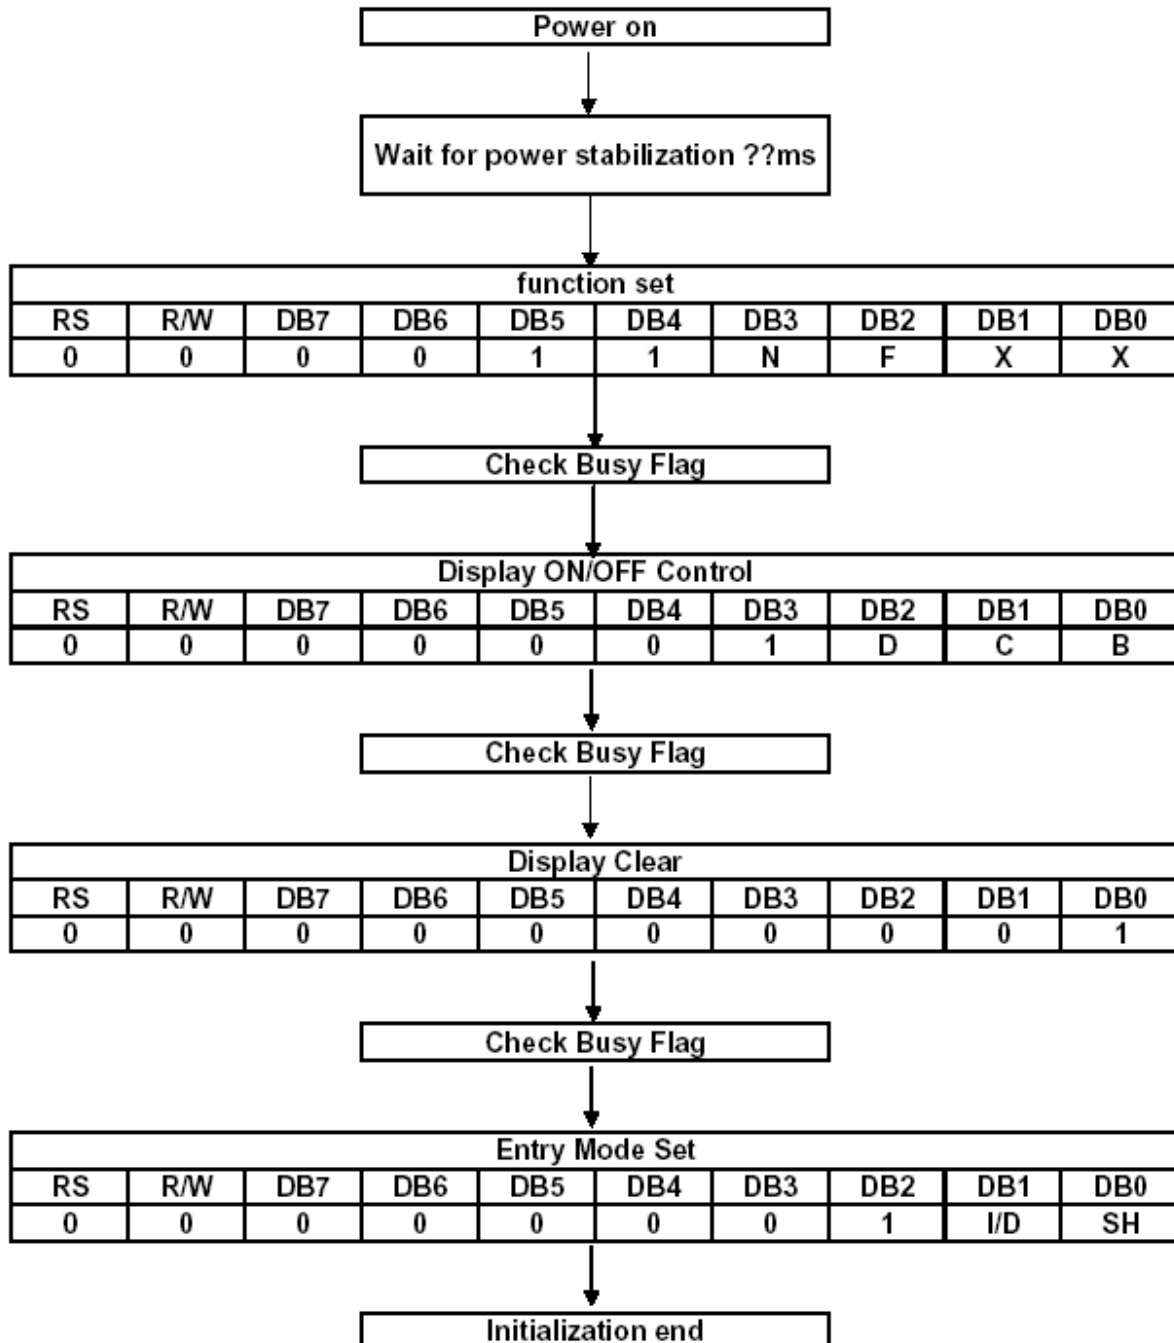 Power on
Wait for power stabilization ??ms
function set
RS R/W DB7 DB6 DB5 DB4 DB3 DB2 DB1 DB0
0 0 0 0 1 1 N F X X
Check Busy Flag
Display ON/OFF Control
RS R/W DB7 DB6 DB5 DB4 DB3 DB2 DB1 DB0
0 0 0 0 0 0 1 D C B
Check Busy Flag
Display Clear
RS R/W DB7 DB6 DB5 DB4 DB3 DB2 DB1 DB0
0 0 0 0 0 0 0 0 0 1
Check Busy Flag
Entry Mode Set
RS R/W DB7 DB6 DB5 DB4 DB3 DB2 DB1 DB0
0 0 0 0 0 0 0 1 I/D SH
Initialization end